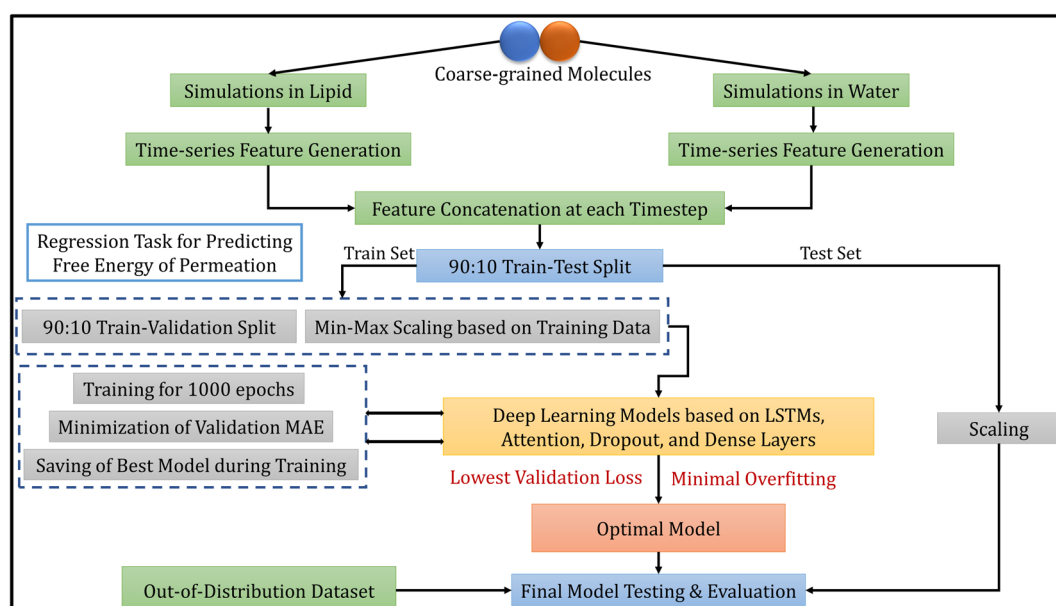 Coarse-grained Molecules
Simulations in Lipid
Simulations in Water
Time-series Feature Generation
Time-series Feature Generation
Feature Concatenation at each Timestep
Regression Task for Predicting
Free Energy of Permeation
Train Set
90:10 Train-Test Split
Test Set
90:10 Train-Validation Split
Min-Max Scaling based on Training Data
Training for 1000 epochs
Minimization of Validation MAE
Saving of Best Model during Training
Deep Learning Models based on LSTMs,
Attention, Dropout, and Dense Layers
Scaling
Lowest Validation Loss
Minimal Overfitting
Optimal Model
Out-of-Distribution Dataset
Final Model Testing & Evaluation